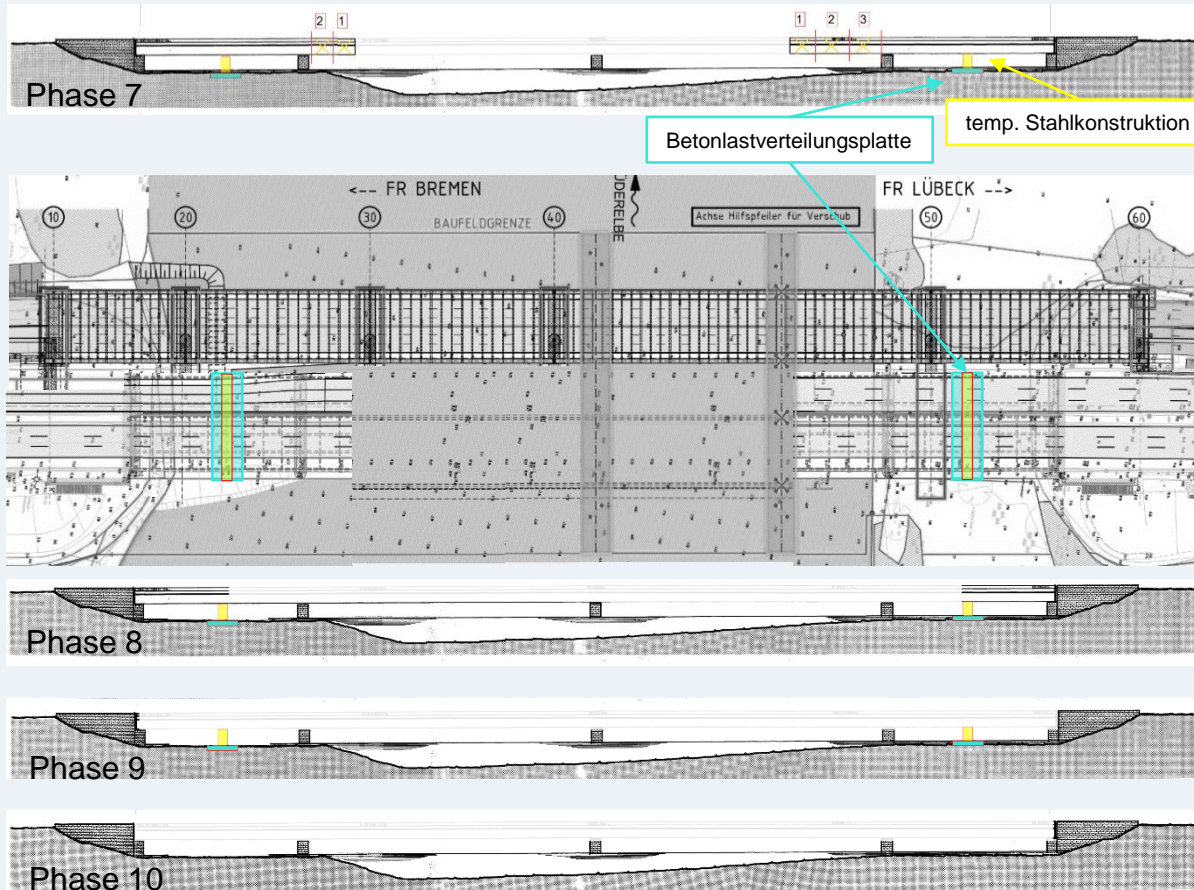 2 1
1 2 3
Phase 7
temp. Stahlkonstruktion
Betonlastverteilungsplatte
<-- FR BREMEN
ÜDERELBE
FR LÜBECK -->
10
20
30
40
BAUFELDGRENZE
Achse Hilfspfeiler für Verschub
50
60
Phase 8
Phase 9
Phase 10